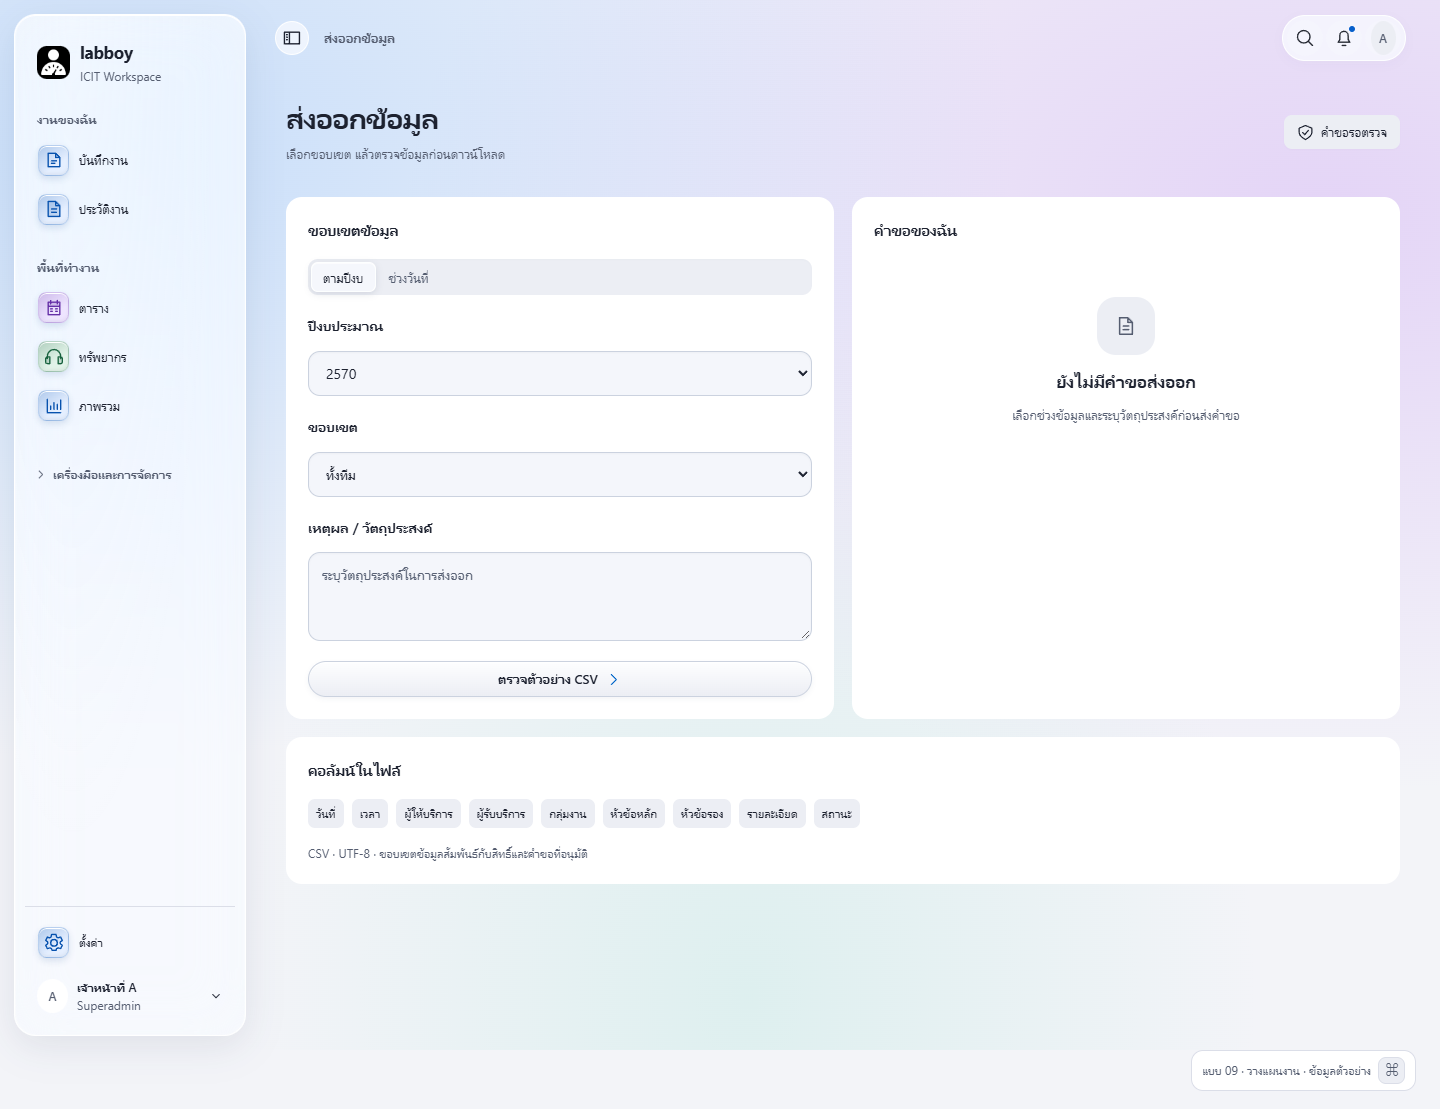 labboy
ICIT Workspace
งานของฉัน
บันทึกงาน
ประวัติงาน
พื้นที่ทำงาน
ตาราง
ทรัพยากร
ภาพรวม
เครื่องมือและการจัดการ
ตั้งค่า
A
เจ้าหน้าที่ A
Superadmin
ส่งออกข้อมูล
A
ส่งออกข้อมูล
เลือกขอบเขต แล้วตรวจข้อมูลก่อนดาวน์โหลด
คำขอรอตรวจ
ขอบเขตข้อมูล
ตามปีงบ
ช่วงวันที่
ปีงบประมาณ
2570
ขอบเขต
ทั้งทีม
เหตุผล / วัตถุประสงค์
ระบุวัตถุประสงค์ในการส่งออก
ตรวจตัวอย่าง CSV
คำขอของฉัน
ยังไม่มีคำขอส่งออก
เลือกช่วงข้อมูลและระบุวัตถุประสงค์ก่อนส่งคำขอ
คอลัมน์ในไฟล์
วันที่ เวลา ผู้ให้บริการ ผู้รับบริการ กลุ่มงาน หัวข้อหลัก หัวข้อรอง รายละเอียด สถานะ
CSV · UTF-8 · ขอบเขตข้อมูลสัมพันธ์กับสิทธิ์และคำขอที่อนุมัติ
แบบ 09 · วางแผนงาน · ข้อมูลตัวอย่าง ⌘